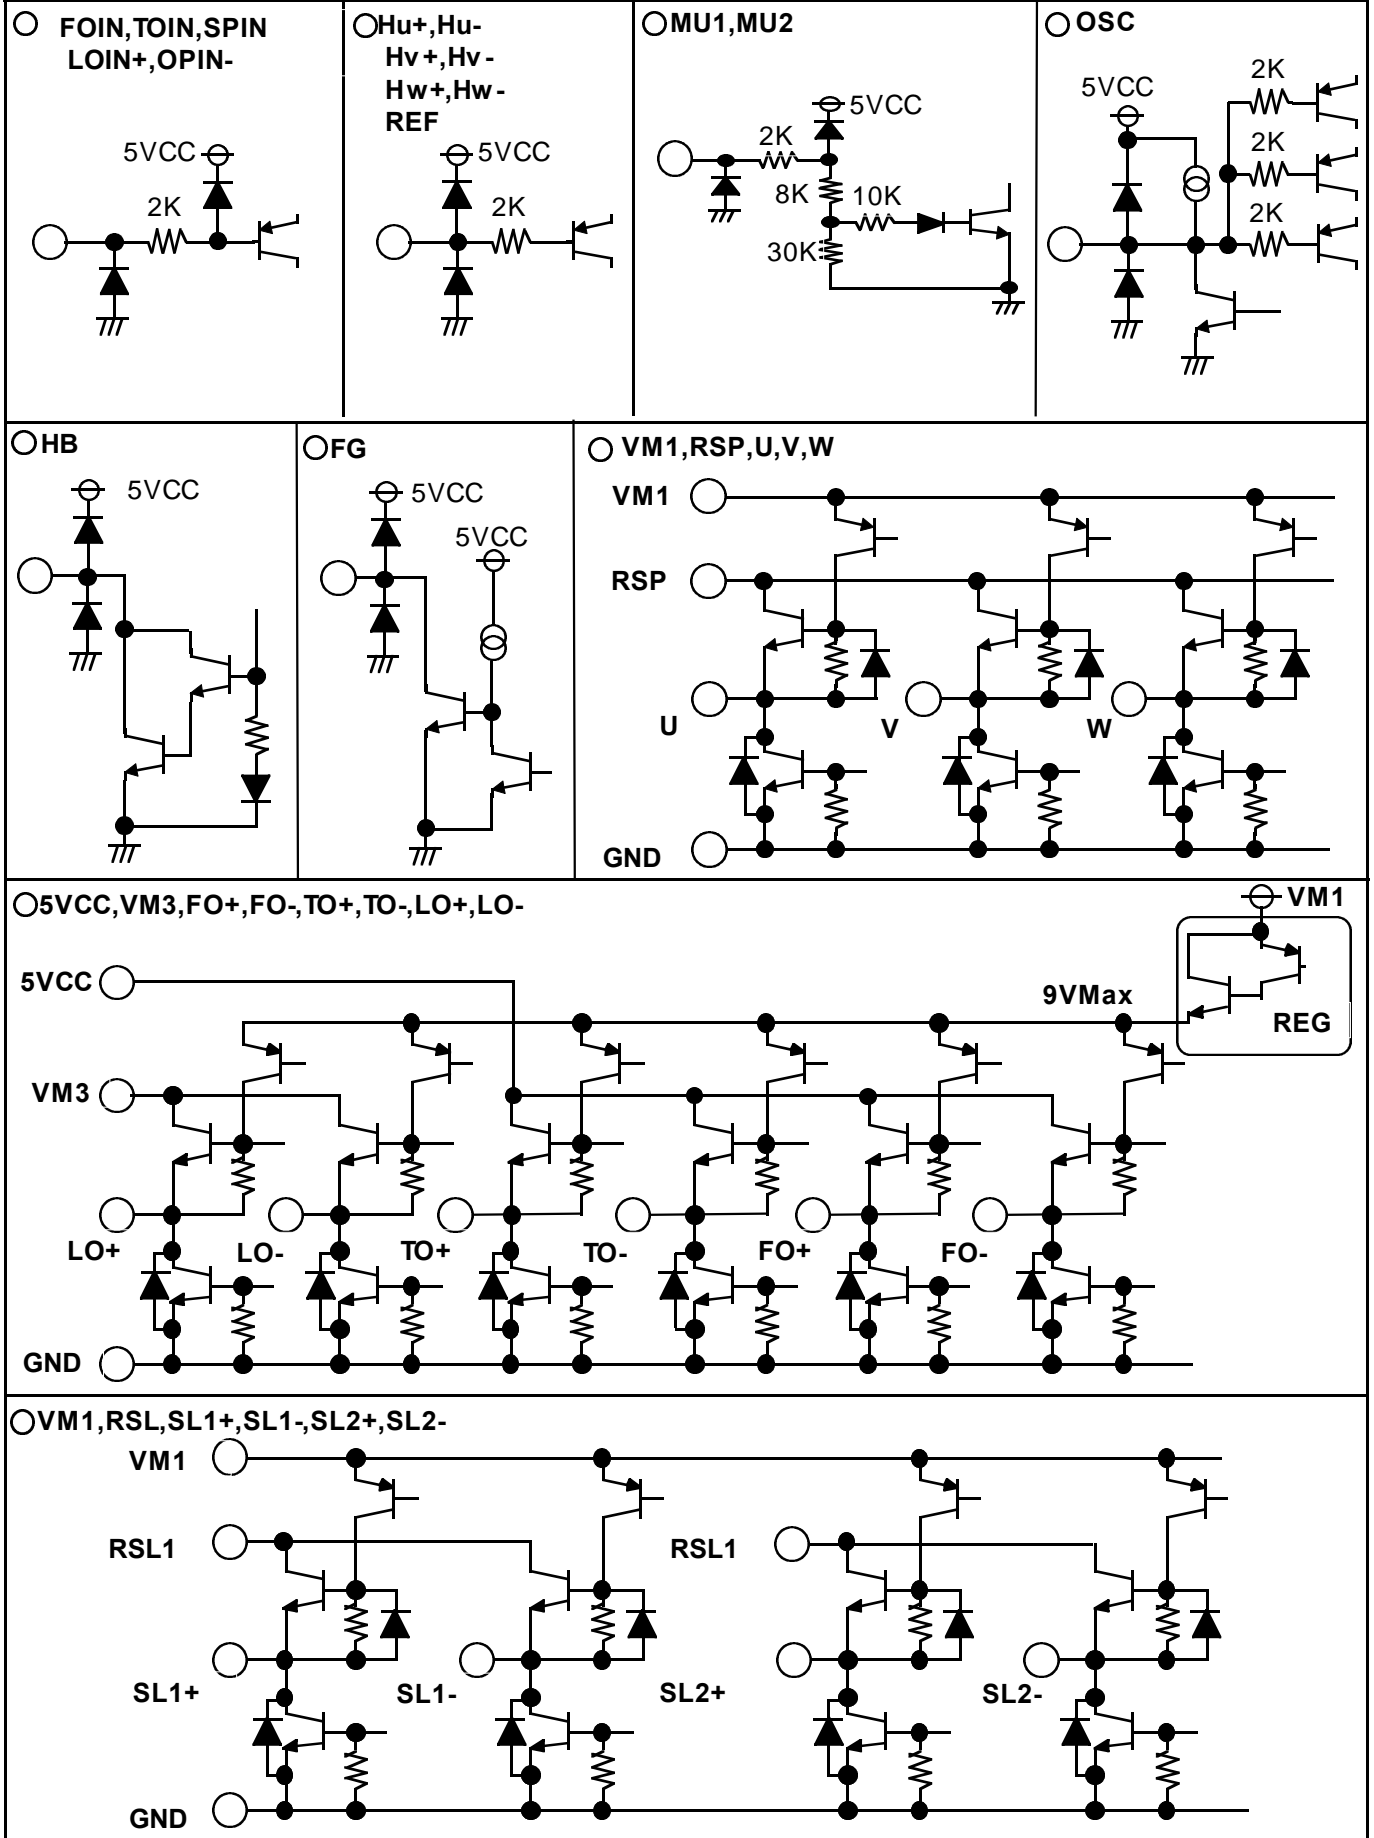 FOIN,TOIN,SPIN
LOIN+,OPIN-
5VCC
2K
Hu+,Hu-
Hv+,Hv-
Hw+,Hw-
REF
5VCC
2K
MU1,MU2
5VCC
2K
8K
10K
30K
OSC
5VCC
2K
2K
2K
HB
5VCC
FG
5VCC
5VCC
VM1,RSP,U,V,W
VM1
RSP
U
V
W
GND
5VCC,VM3,FO+,FO-,TO+,TO-,LO+,LO-
VM1
5VCC
9VMax
REG
VM3
LO+
LO-
TO+
TO-
FO+
FO-
GND
VM1,RSL,SL1+,SL1-,SL2+,SL2-
VM1
RSL1
RSL1
SL1+
SL1-
SL2+
SL2-
GND